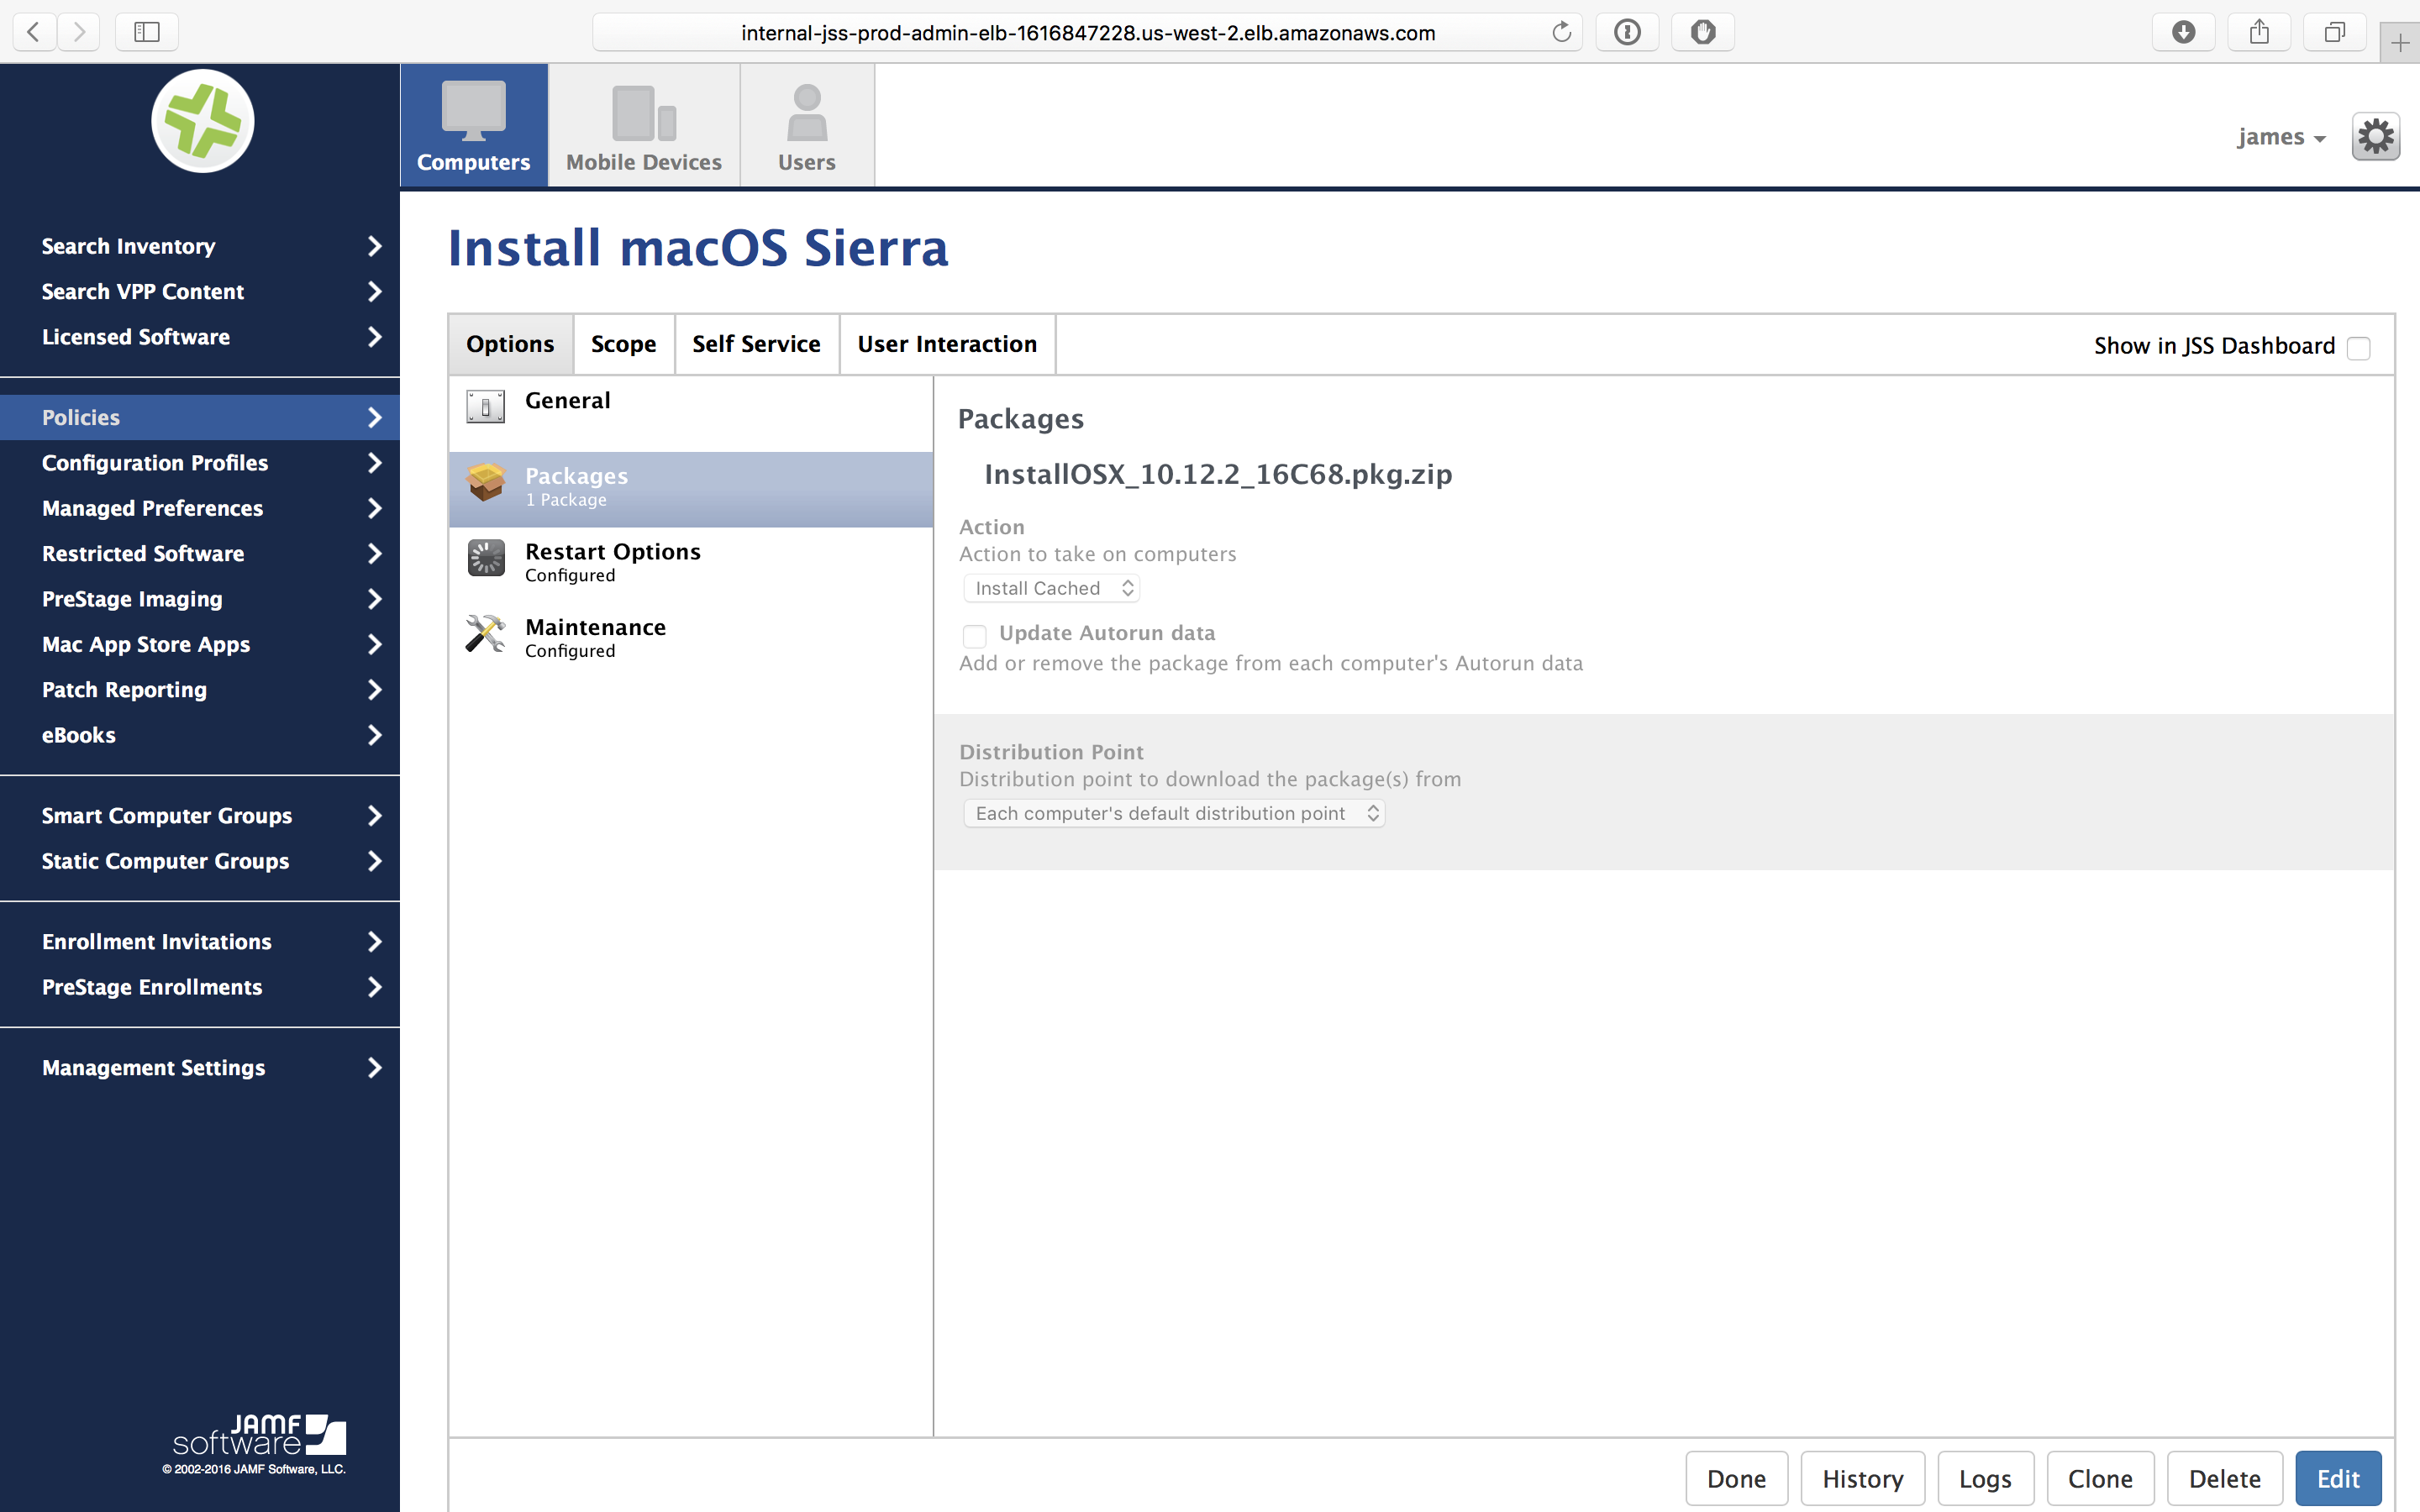 internal-jss-prod-admin-elb-1616847228.us-west-2.elb.amazonaws.com
Computers
Mobile Devices
Users
james
Search Inventory
Search VPP Content
Licensed Software
Policies
Configuration Profiles
Managed Preferences
Restricted Software
PreStage Imaging
Mac App Store Apps
Patch Reporting
eBooks
Smart Computer Groups
Static Computer Groups
Enrollment Invitations
PreStage Enrollments
Management Settings
JAMF
software
© 2002-2016 JAMF Software, LLC.
Install macOS Sierra
Options
Scope
Self Service
User Interaction
Show in JSS Dashboard
General
Packages
1 Package
Restart Options
Configured
Maintenance
Configured
Packages
InstallOSX_10.12.2_16C68.pkg.zip
Action
Action to take on computers
Install Cached
Update Autorun data
Add or remove the package from each computer's Autorun data
Distribution Point
Distribution point to download the package(s) from
Each computer's default distribution point
Done
History
Logs
Clone
Delete
Edit